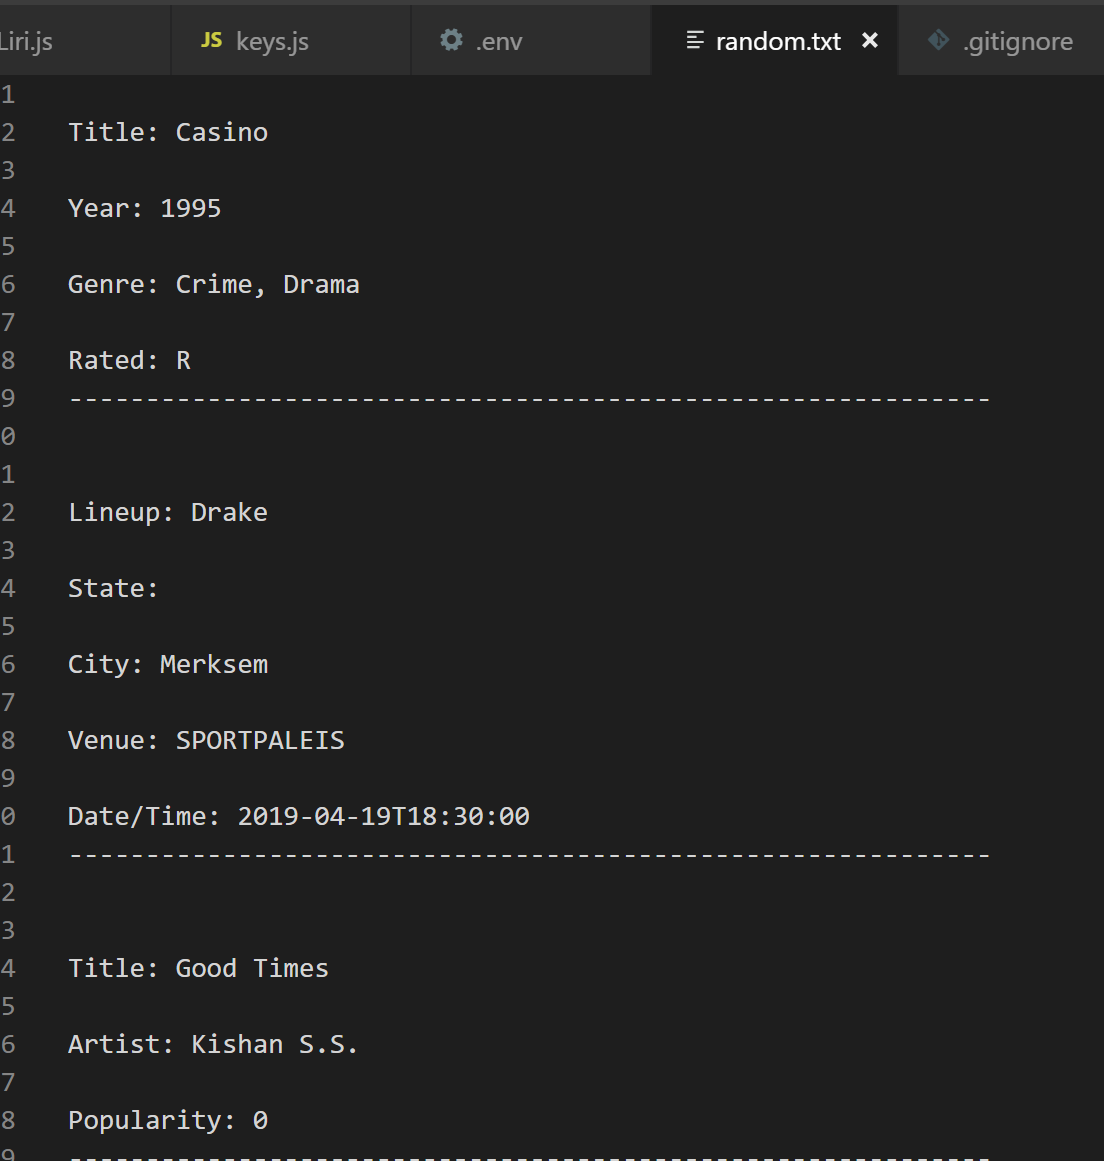 Liri.js JS keys.js .env random.txt × .gitignore
1
2 Title: Casino
3
4 Year: 1995
5
6 Genre: Crime, Drama
7
8 Rated: R
9 ------------------------------------------------------------
0
1
2 Lineup: Drake
3
4 State:
5
6 City: Merksem
7
8 Venue: SPORTPALEIS
9
0 Date/Time: 2019-04-19T18:30:00
1 ------------------------------------------------------------
2
3
4 Title: Good Times
5
6 Artist: Kishan S.S.
7
8 Popularity: 0
9 ------------------------------------------------------------